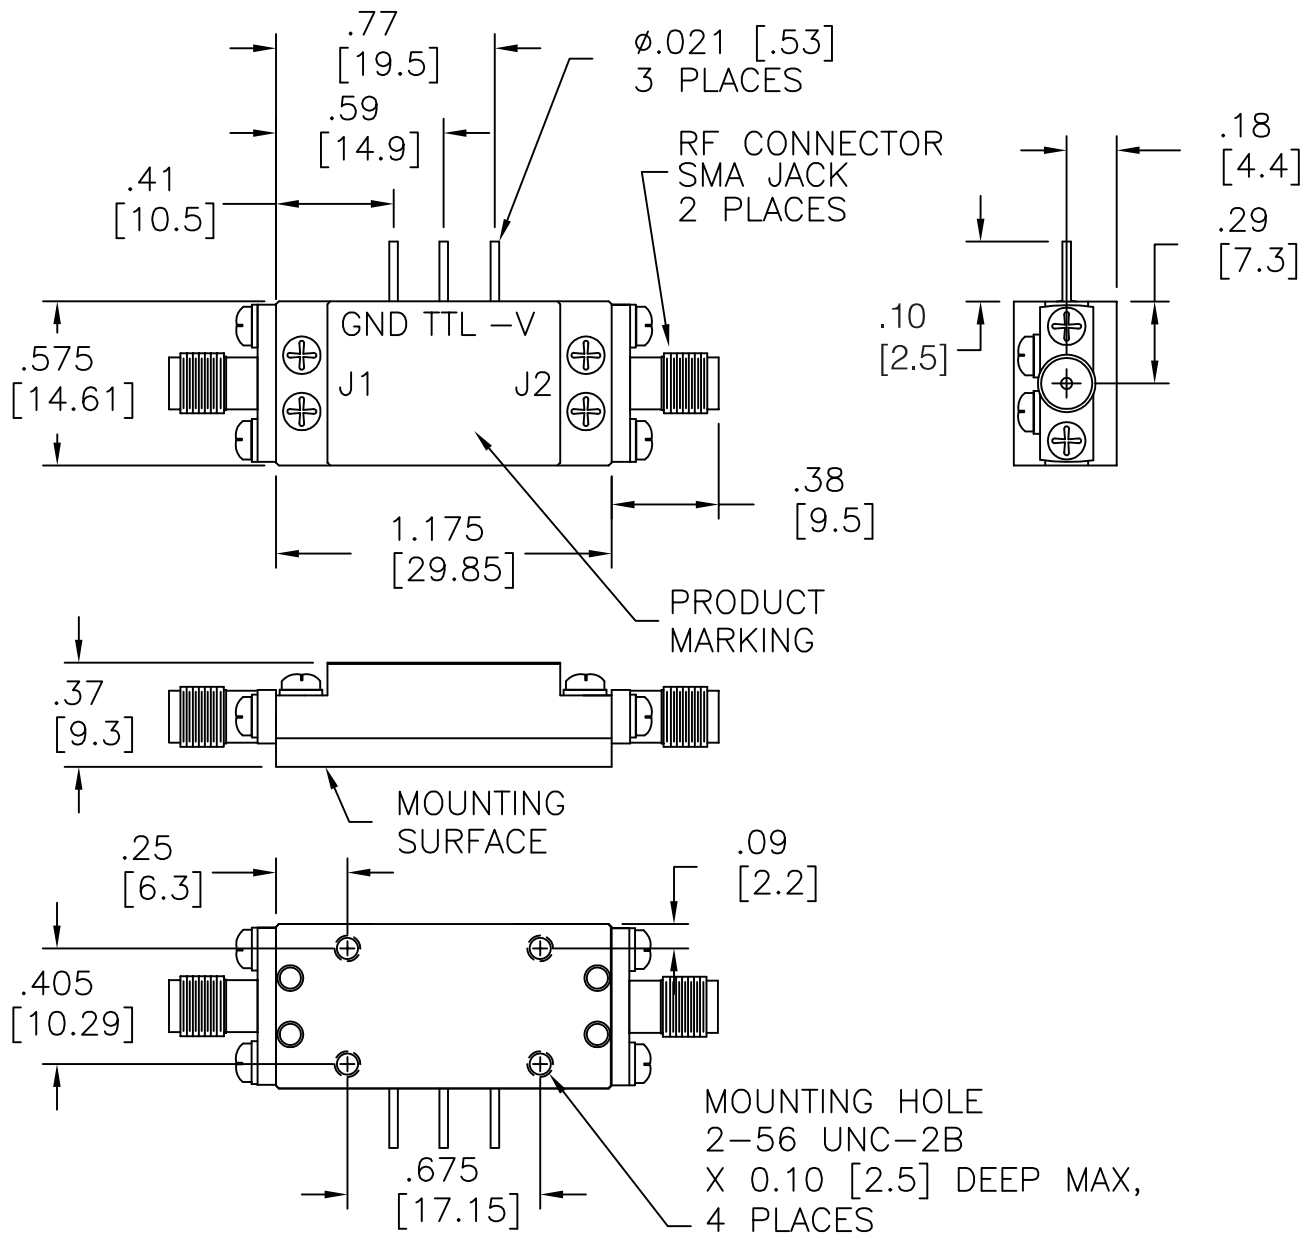 .77
[19.5]
ø.021 [.53]
3 PLACES
.59
[14.9]
RF CONNECTOR
SMA JACK
2 PLACES
.18
[4.4]
.41
[10.5]
.29
[7.3]
GND TTL -V
.10
[2.5]
.575
[14.61]
J1 J2
.38
[9.5]
1.175
[29.85]
PRODUCT
MARKING
.37
[9.3]
MOUNTING
SURFACE
.25
[6.3]
.09
[2.2]
.405
[10.29]
MOUNTING HOLE
2-56 UNC-2B
X 0.10 [2.5] DEEP MAX,
4 PLACES
.675
[17.15]